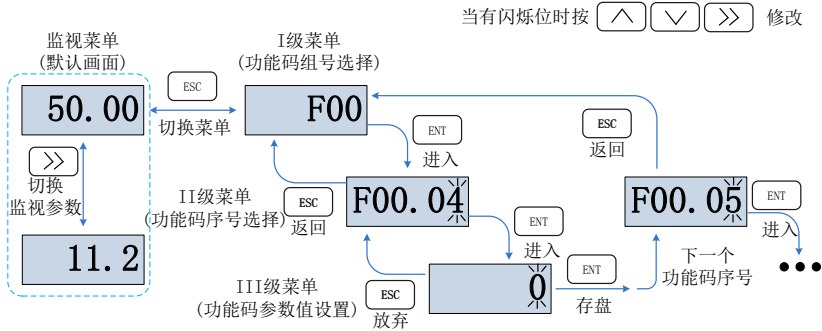 当有闪烁位时按 修改
监视菜单
(默认画面)
I级菜单
(功能码组号选择)
50.00
ESC
切换菜单
F00
ENT
进入
ESC
返回
切换
监视参数
II级菜单
(功能码序号选择)
ESC
返回
F00.04
F00.05
ENT
进入
ENT
进入
11.2
III级菜单
(功能码参数值设置)
ESC
放弃
0
ENT
存盘
下一个
功能码序号